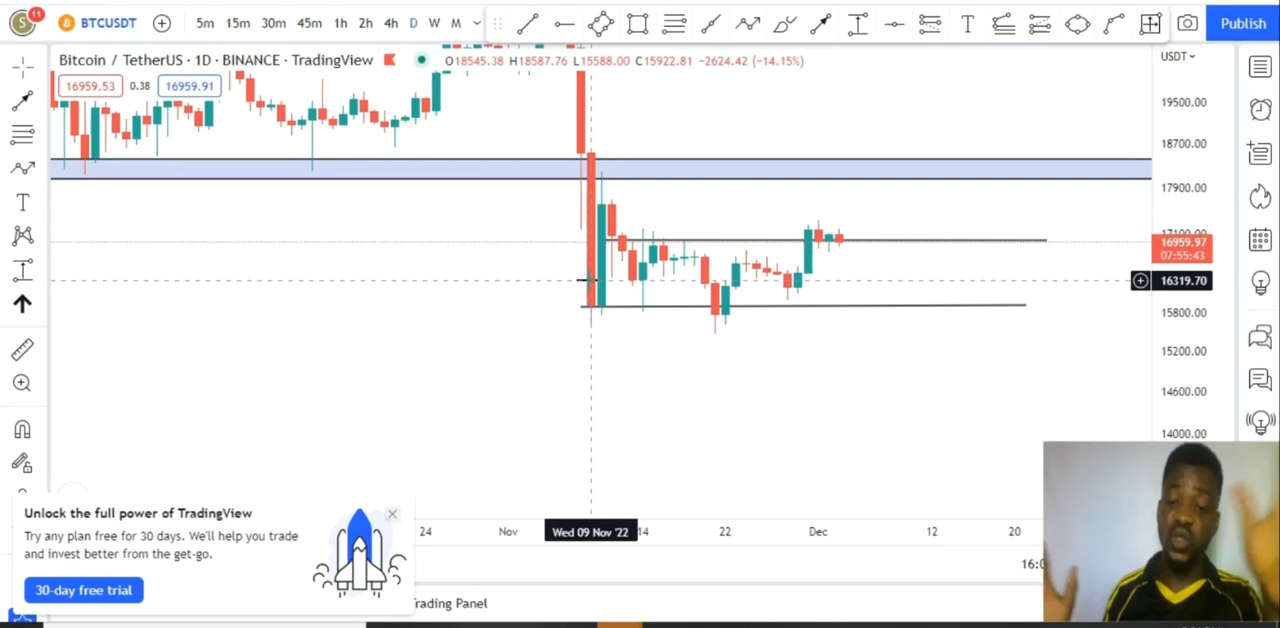 S 11 BTCUSDT 5m 15m 30m 45m 1h 2h 4h D W M T Publish
Bitcoin / TetherUS · 1D · BINANCE · TradingView O18545.38 H18587.76 L15588.00 C15922.81 −2624.42 (−14.15%) USDT
16959.53 0.38 16959.91
19500.00
18700.00
17900.00
T
16959.97
07:55:43
16319.70
15800.00
15200.00
14600.00
14000.00
Unlock the full power of TradingView
Try any plan free for 30 days. We'll help you trade
and invest better from the get-go.
30-day free trial
24 Nov Wed 09 Nov '22 14 22 Dec 12 20
16:0
rading Panel